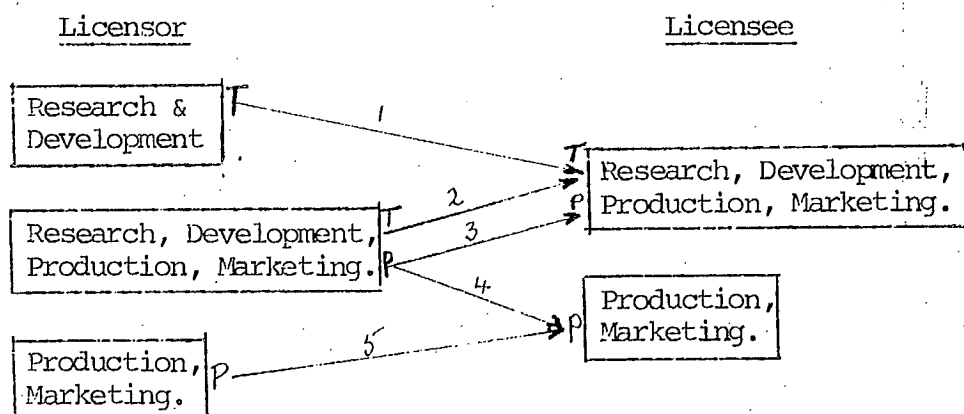 Licensor
Licensee
Research &
Development
T
1
T
P
Research, Development,
Production, Marketing.
Research, Development,
Production, Marketing.
T
P
2
3
4
Production,
Marketing.
P
5
Production,
Marketing.
P